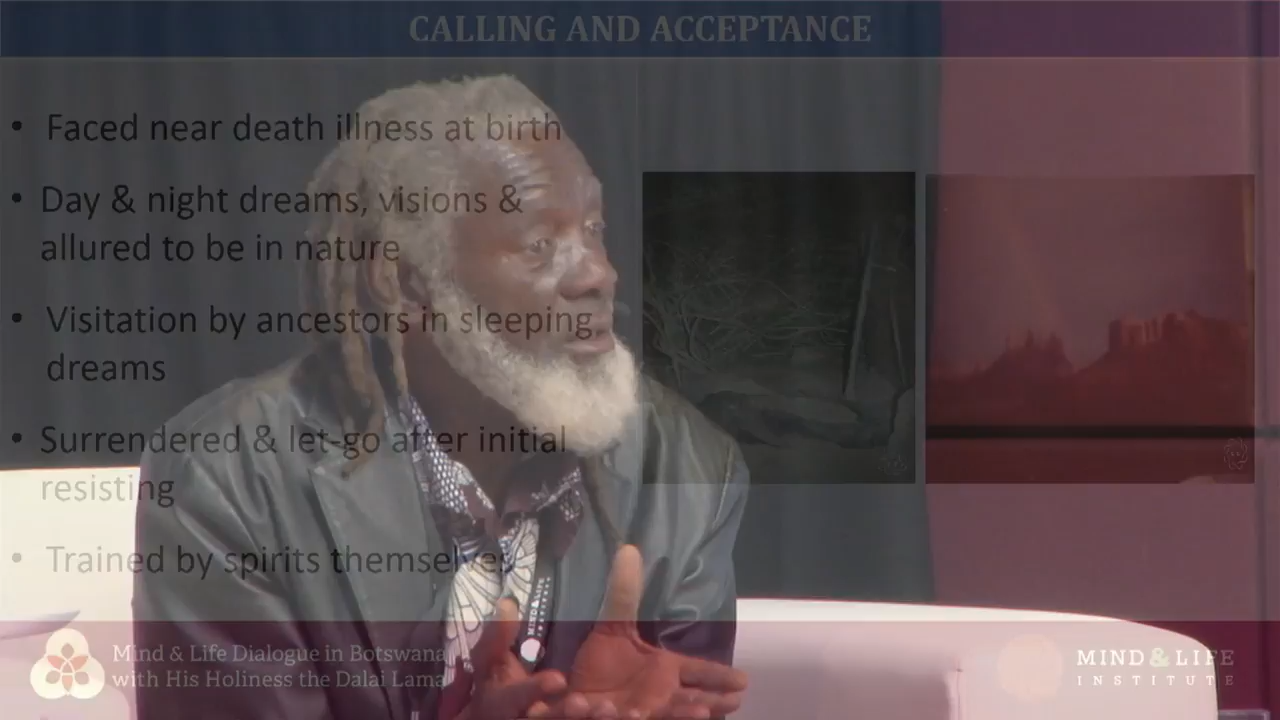 CALLING AND ACCEPTANCE
• Faced near death illness at birth
• Day & night dreams, visions &
allured to be in nature
• Visitation by ancestors in sleeping
dreams
• Surrendered & let-go after initial
resisting
• Trained by spirits themselves
MIND&LIFE
Mind & Life Dialogue in Botswana
with His Holiness the Dalai Lama
MIND&LIFE
INSTITUTE